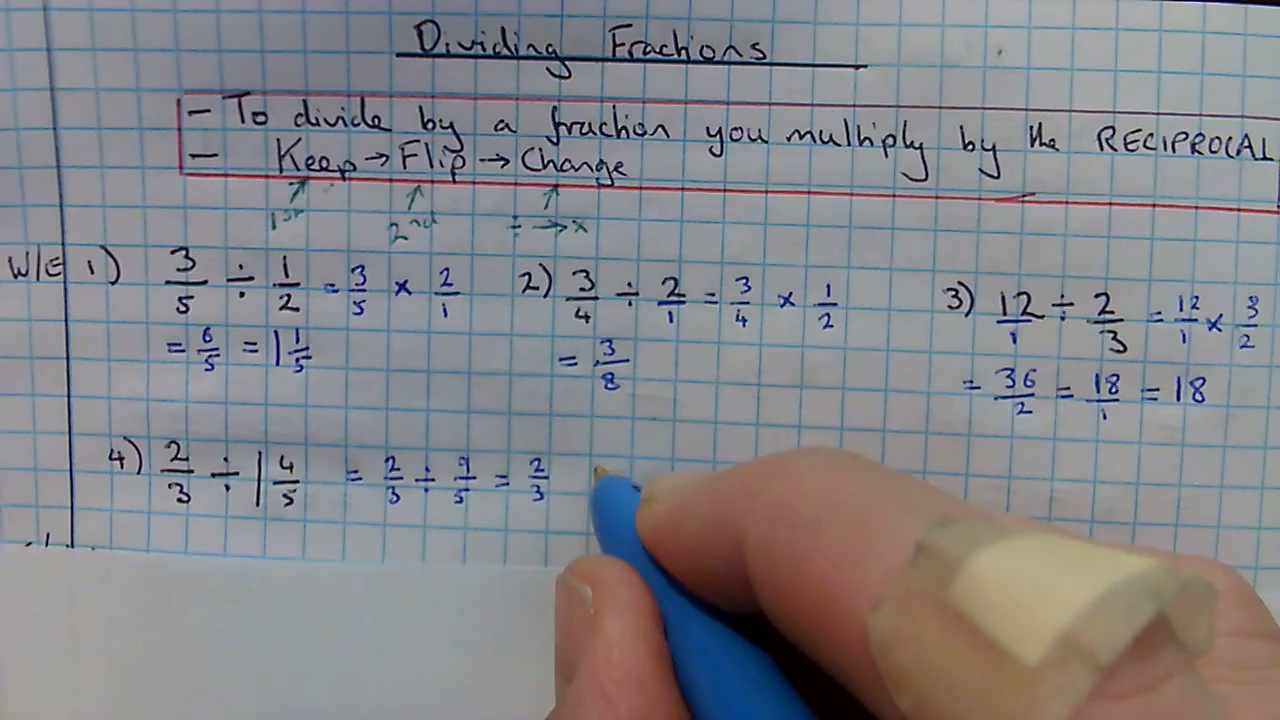 Dividing Fractions
- To divide by a fraction you multiply by the RECIPROCAL
- Keep → Flip → Change
1st 2nd ÷ → x
W/E 1) 3/5 ÷ 1/2 = 3/5 × 2/1 2) 3/4 ÷ 2/1 = 3/4 × 1/2 3) 12/1 ÷ 2/3 = 12/1 × 3/2
= 6/5 = 1 1/5 = 3/8 = 36/2 = 18/1 = 18
4) 2/3 ÷ 1 4/5 = 2/3 ÷ 9/5 = 2/3